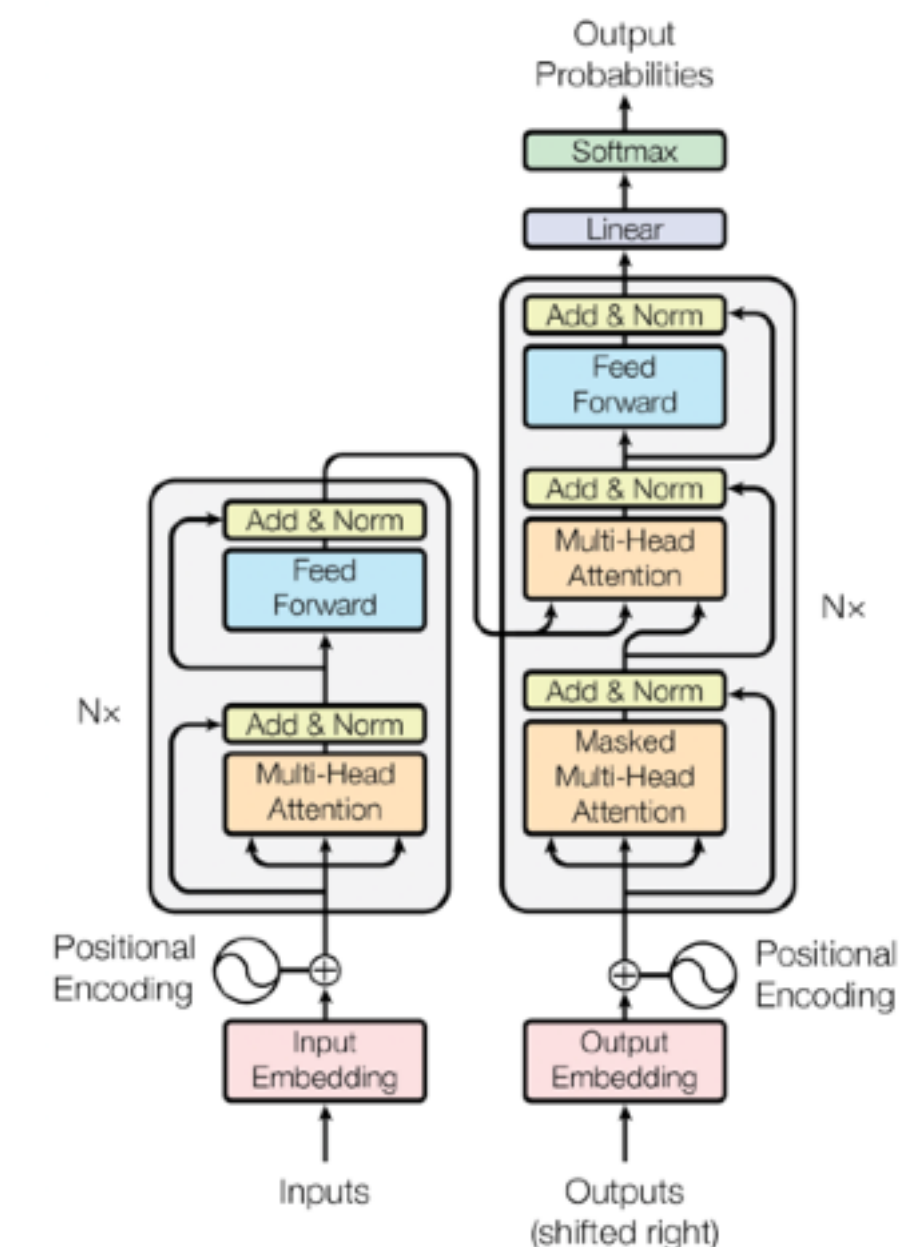 Output
Probabilities
Softmax
Linear
Add & Norm
Feed
Forward
Add & Norm
Multi-Head
Attention
Nx
Add & Norm
Masked
Multi-Head
Attention
Add & Norm
Feed
Forward
Nx
Add & Norm
Multi-Head
Attention
Positional
Encoding
Positional
Encoding
Input
Embedding
Output
Embedding
Inputs
Outputs
(shifted right)